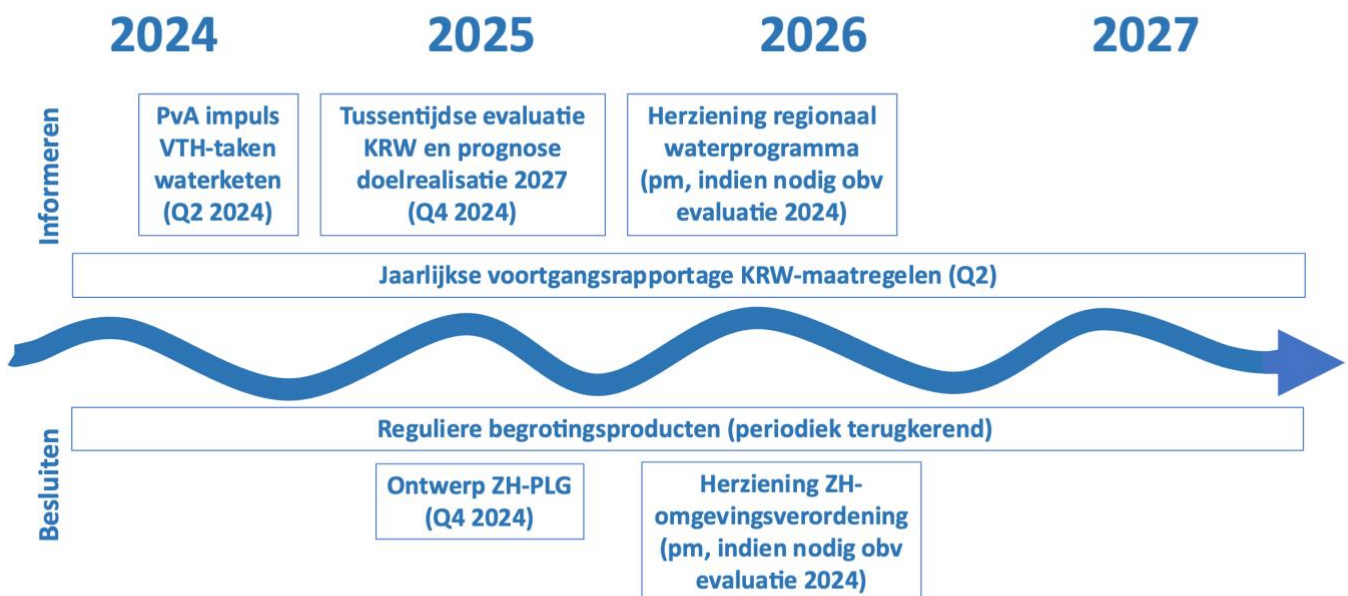 2024
2025
2026
2027
Informeren
PvA impuls
VTH-taken
waterketen
(Q2 2024)
Tussentijdse evaluatie
KRW en prognose
doelrealisatie 2027
(Q4 2024)
Herziening regionaal
waterprogramma
(pm, indien nodig obv
evaluatie 2024)
Jaarlijkse voortgangsrapportage KRW-maatregelen (Q2)
Besluiten
Reguliere begrotingsproducten (periodiek terugkerend)
Ontwerp ZH-PLG
(Q4 2024)
Herziening ZH-
omgevingsverordening
(pm, indien nodig obv
evaluatie 2024)